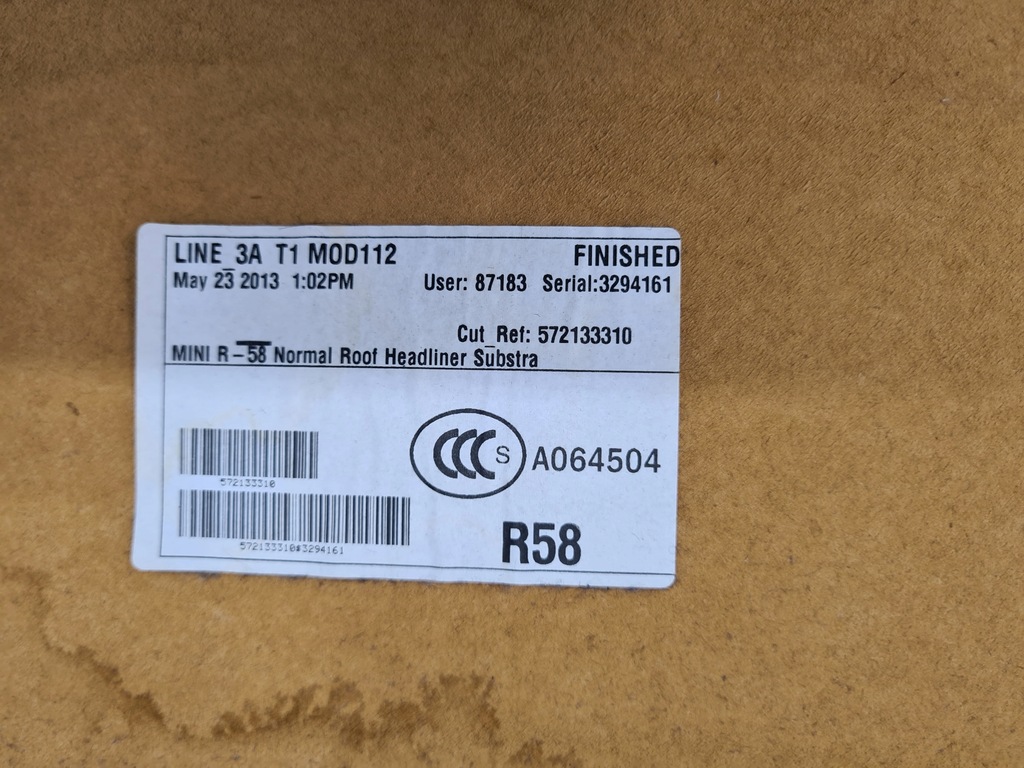 LINE 3A T1 MOD112 FINISHED
May 23 2013 1:02PM User: 87183 Serial:3294161
Cut_Ref: 572133310
MINI R-58 Normal Roof Headliner Substra
CCC S A064504
572133310
572133310#3294161
R58